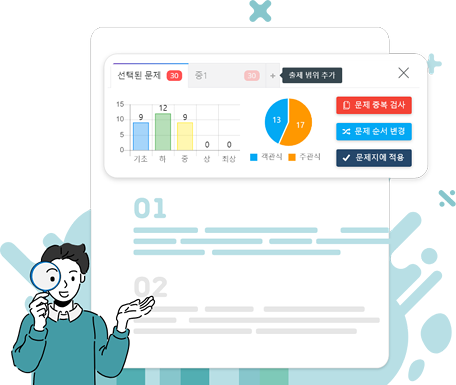 선택된 문제 30
중1 30 +
출제 범위 추가
15
10
5
0
9
12
9
0
0
기초 하 중 상 최상
13
17
객관식 주관식
문제 중복 검사
문제 순서 변경
문제지에 적용
01
02